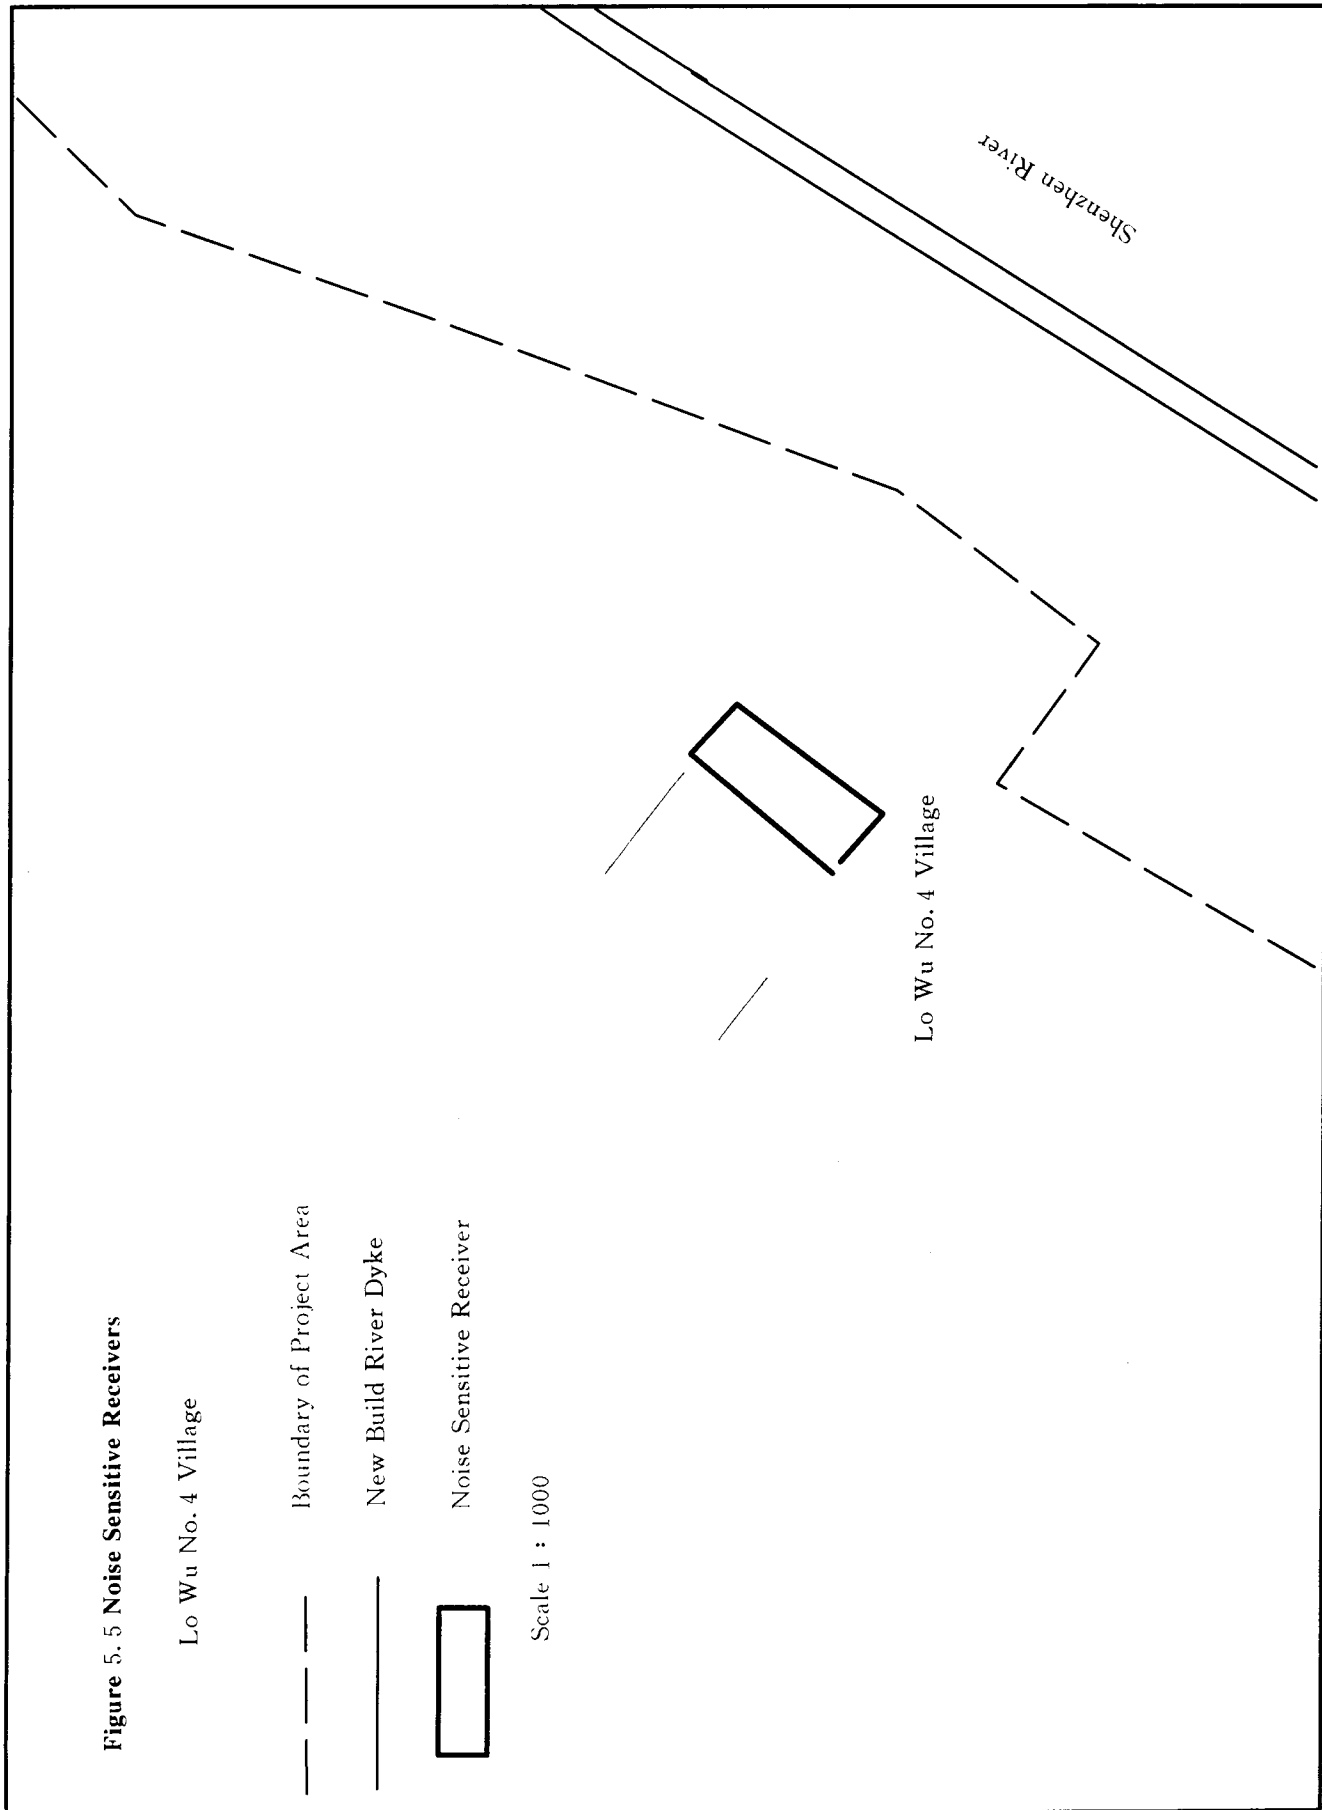 Figure 5. 5 Noise Sensitive Receivers
Lo Wu No. 4 Village
Boundary of Project Area
New Build River Dyke
Noise Sensitive Receiver
Scale 1 : 1000
Lo Wu No. 4 Village
Shenzhen River